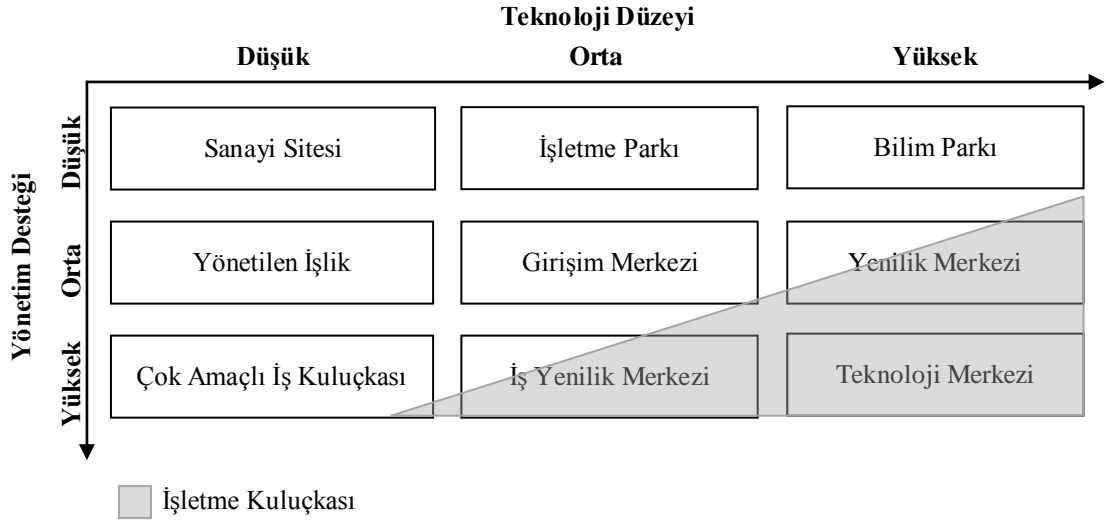 Teknoloji Düzeyi
Düşük Orta Yüksek
Yönetim Desteği
Düşük
Sanayi Sitesi İşletme Parkı Bilim Parkı
Orta
Yönetilen İşlik Girişim Merkezi Yenilik Merkezi
Yüksek
Çok Amaçlı İş Kuluçkası İş Yenilik Merkezi Teknoloji Merkezi
İşletme Kuluçkası